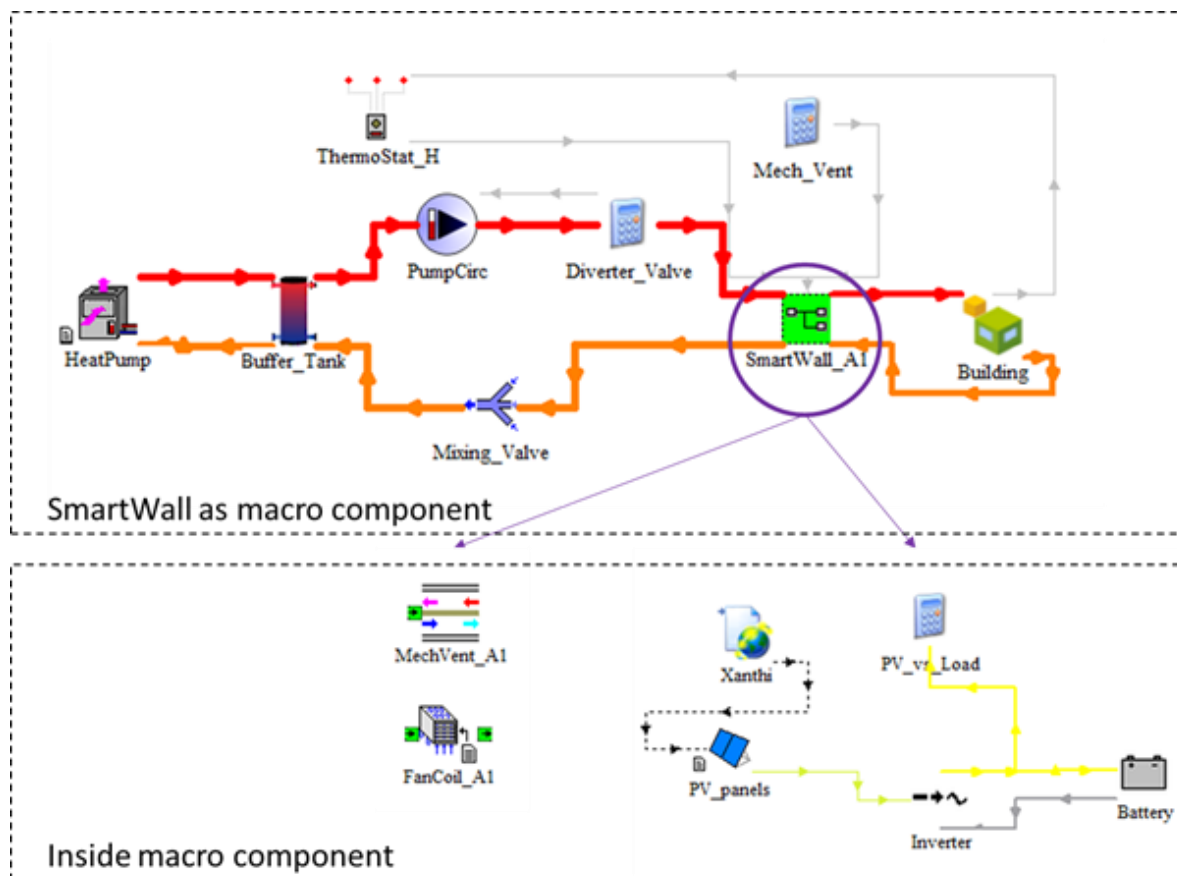 ThermoStat_H
Mech_Vent
PumpCirc
Diverter_Valve
HeatPump
Buffer_Tank
SmartWall_A1
Building
Mixing_Valve
SmartWall as macro component
MechVent_A1
Xanthi
PV_vs_Load
FanCoil_A1
PV_panels
Inverter
Battery
Inside macro component